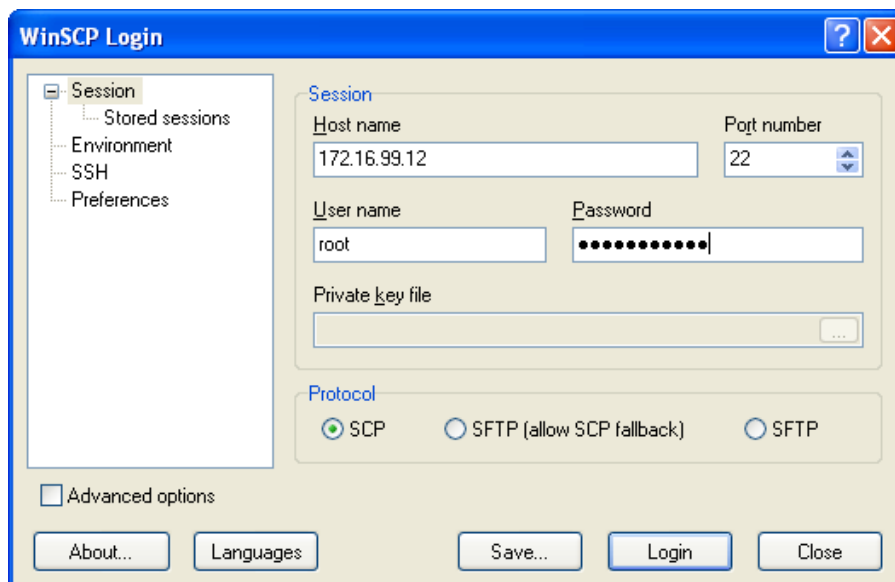 WinSCP Login
Session
Stored sessions
Environment
SSH
Preferences
Session
Host name
Port number
172.16.99.12
22
User name
Password
root
●●●●●●●●●●●
Private key file
...
Protocol
SCP
SFTP (allow SCP fallback)
SFTP
Advanced options
About...
Languages
Save...
Login
Close